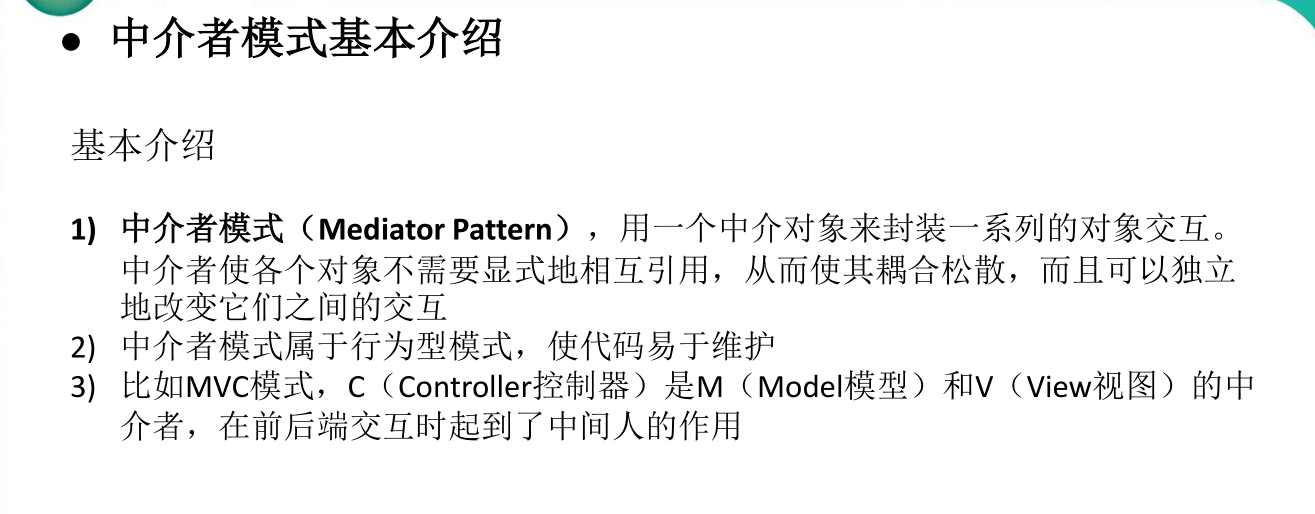 ● 中介者模式基本介绍
基本介绍
1) 中介者模式（Mediator Pattern），用一个中介对象来封装一系列的对象交互。
中介者使各个对象不需要显式地相互引用，从而使其耦合松散，而且可以独立
地改变它们之间的交互
2) 中介者模式属于行为型模式，使代码易于维护
3) 比如MVC模式，C（Controller控制器）是M（Model模型）和V（View视图）的中
介者，在前后端交互时起到了中间人的作用